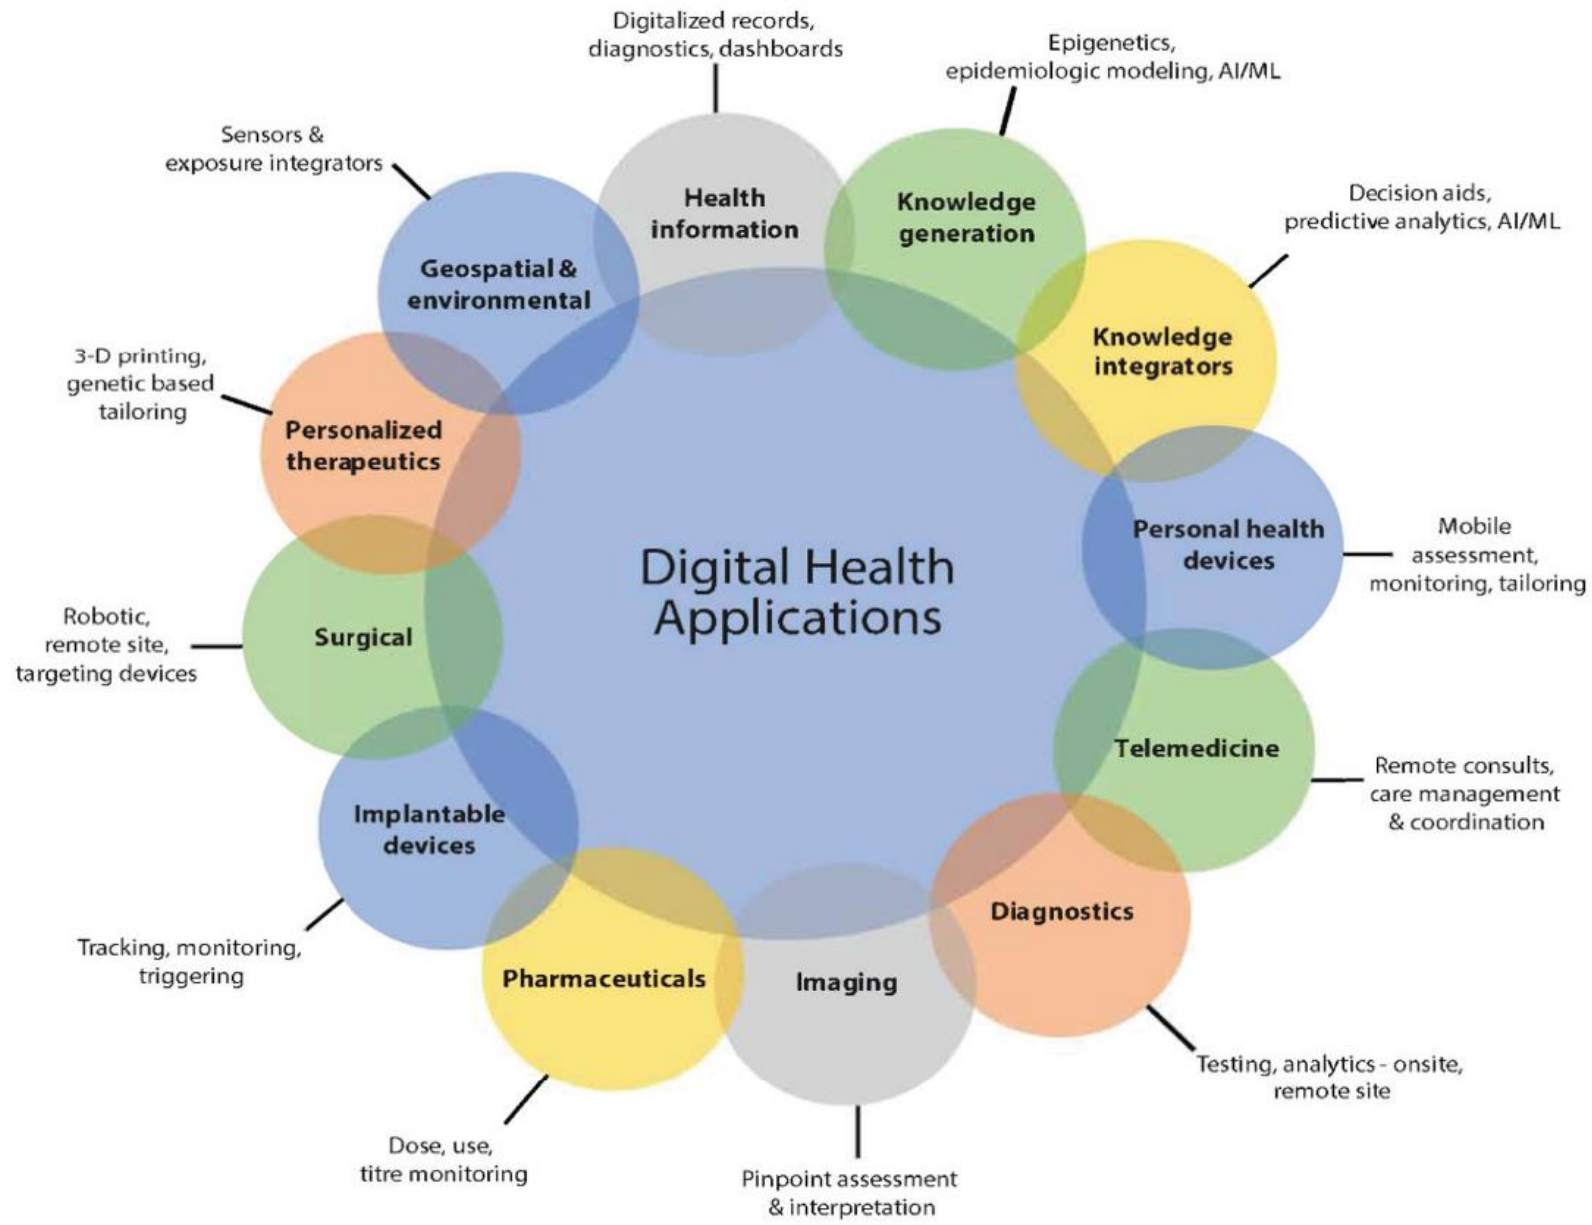 Digitalized records,
diagnostics, dashboards
Epigenetics,
epidemiologic modeling, AI/ML
Sensors &
exposure integrators
Decision aids,
predictive analytics, AI/ML
Health
information
Knowledge
generation
Geospatial &
environmental
Knowledge
integrators
3-D printing,
genetic based
tailoring
Personalized
therapeutics
Personal health
devices
Mobile
assessment,
monitoring, tailoring
Digital Health
Applications
Robotic,
remote site,
targeting devices
Surgical
Telemedicine
Remote consults,
care management
& coordination
Implantable
devices
Diagnostics
Tracking, monitoring,
triggering
Pharmaceuticals
Imaging
Testing, analytics - onsite,
remote site
Dose, use,
titre monitoring
Pinpoint assessment
& interpretation